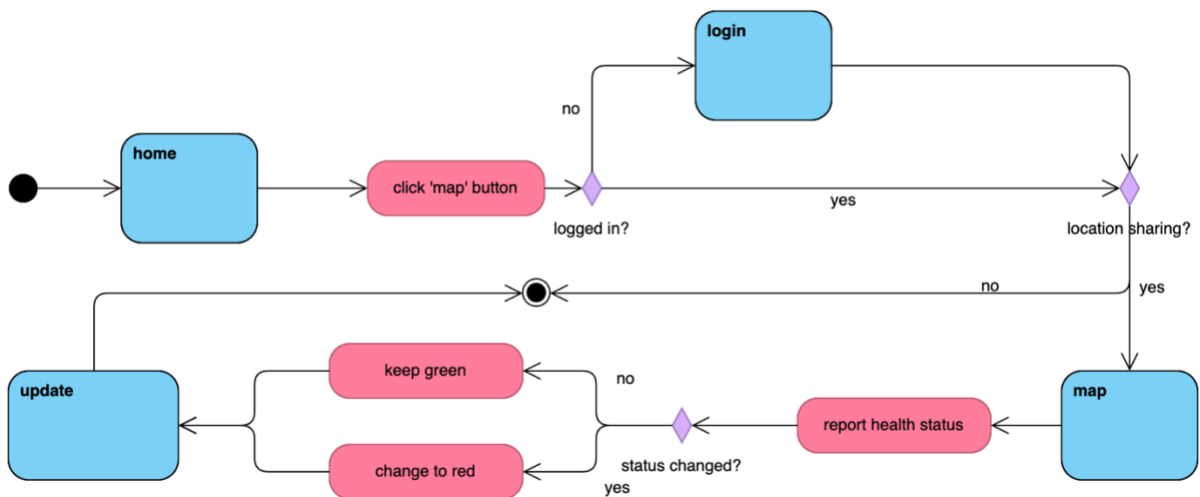 login
no
home
click 'map' button
logged in?
yes
location sharing?
no
yes
update
keep green
no
map
report health status
status changed?
change to red
yes